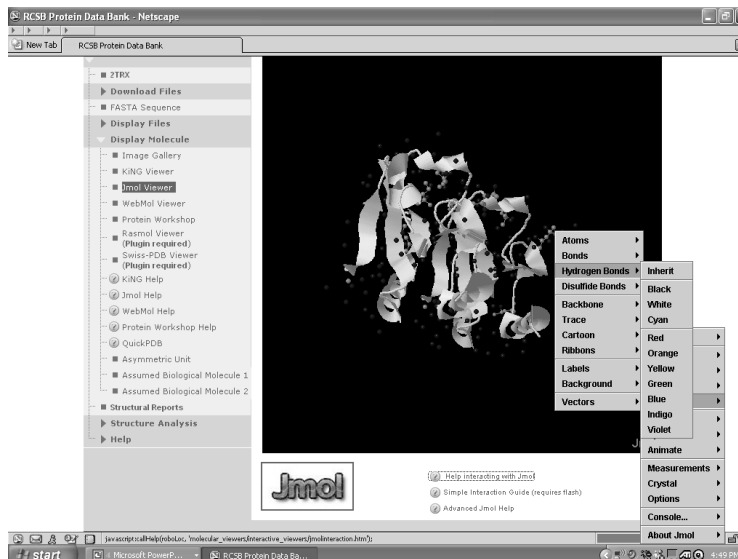 RCSB Protein Data Bank - Netscape
New Tab
RCSB Protein Data Bank
2TRX
Download Files
FASTA Sequence
Display Files
Display Molecule
Image Gallery
KiNG Viewer
Jmol Viewer
WebMol Viewer
Protein Workshop
Rasmol Viewer
(Plugin required)
Swiss-PDB Viewer
(Plugin required)
KiNG Help
Jmol Help
WebMol Help
Protein Workshop Help
QuickPDB
Asymmetric Unit
Assumed Biological Molecule 1
Assumed Biological Molecule 2
Structural Reports
Structure Analysis
Help
Atoms
Bonds
Hydrogen Bonds
Disulfide Bonds
Backbone
Trace
Cartoon
Ribbons
Labels
Background
Vectors
Inherit
Black
White
Cyan
Red
Orange
Yellow
Green
Blue
Indigo
Violet
Animate
Measurements
Crystal
Options
Console...
About Jmol
Jmol
Help interacting with Jmol
Simple Interaction Guide (requires flash)
Advanced Jmol Help
javascript:callHelp(roboLoc, 'molecular_viewers/interactive_viewers/jmolinteraction.htm');
start
Microsoft PowerP...
RCSB Protein Data Ba...
4:49 PM